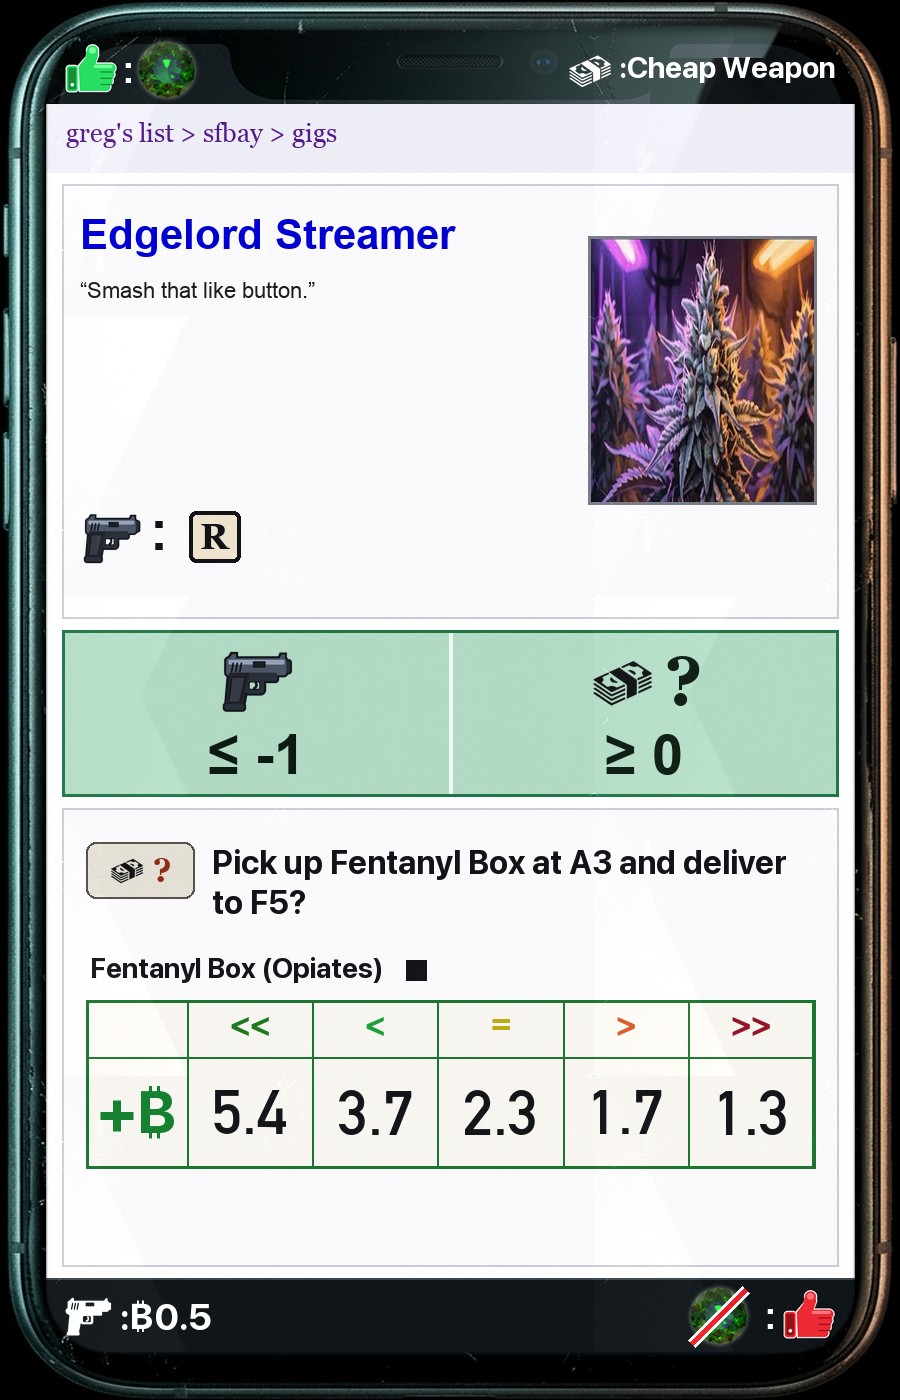 :
:Cheap Weapon
greg's list > sfbay > gigs
Edgelord Streamer
“Smash that like button.”
: R
≤ -1
?
≥ 0
? Pick up Fentanyl Box at A3 and deliver
to F5?
Fentanyl Box (Opiates)
<< < = > >>
+₿ 5.4 3.7 2.3 1.7 1.3
:₿0.5
: